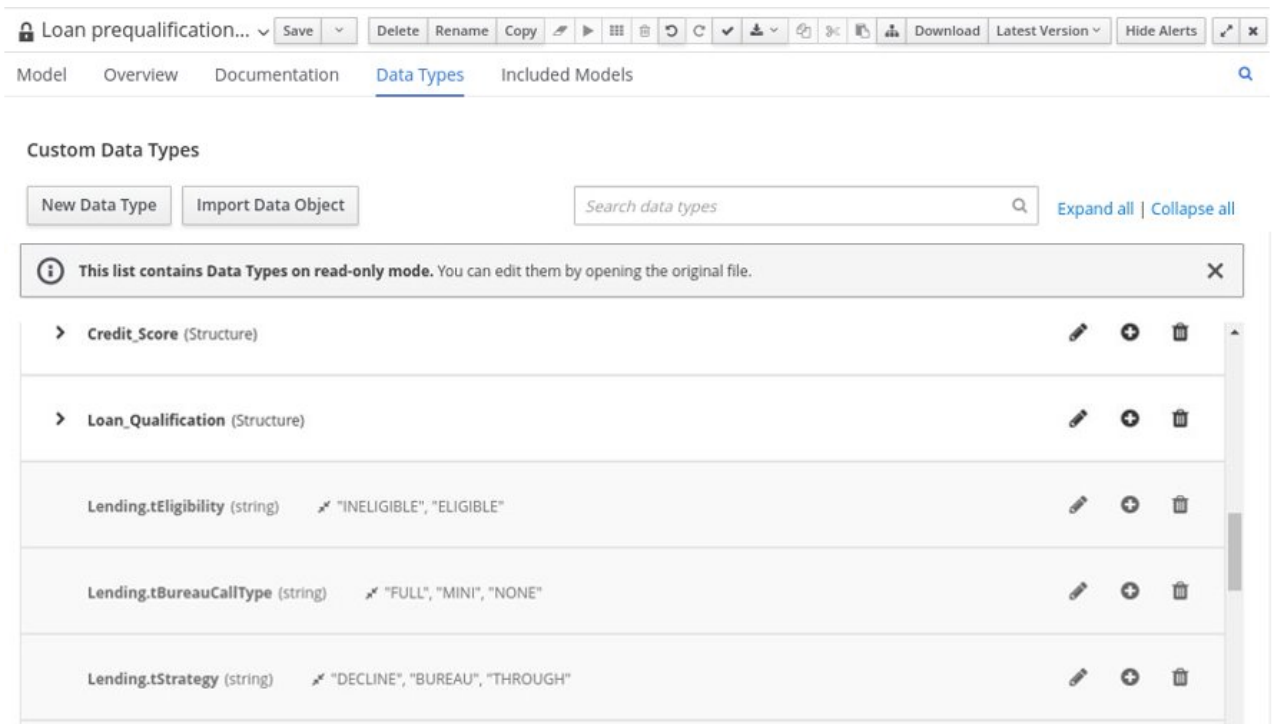 Loan prequalification... Save Delete Rename Copy Download Latest Version Hide Alerts
Model Overview Documentation Data Types Included Models
Custom Data Types
New Data Type Import Data Object Search data types Expand all | Collapse all
This list contains Data Types on read-only mode. You can edit them by opening the original file.
Credit_Score (Structure)
Loan_Qualification (Structure)
Lending.tEligibility (string) "INELIGIBLE", "ELIGIBLE"
Lending.tBureauCallType (string) "FULL", "MINI", "NONE"
Lending.tStrategy (string) "DECLINE", "BUREAU", "THROUGH"